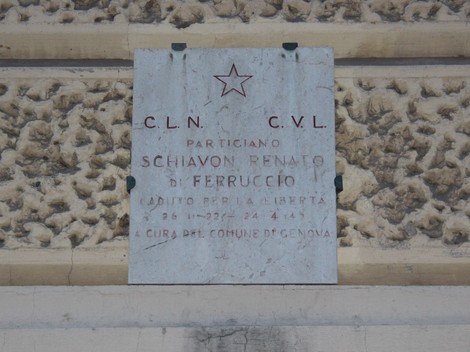 C.L.N. C.V.L.
PARTIGIANO
SCHIAVON RENATO
DI FERRUCCIO
CADUTO PER LA LIBERTA
A CURA DEL COMUNE DI GENOVA